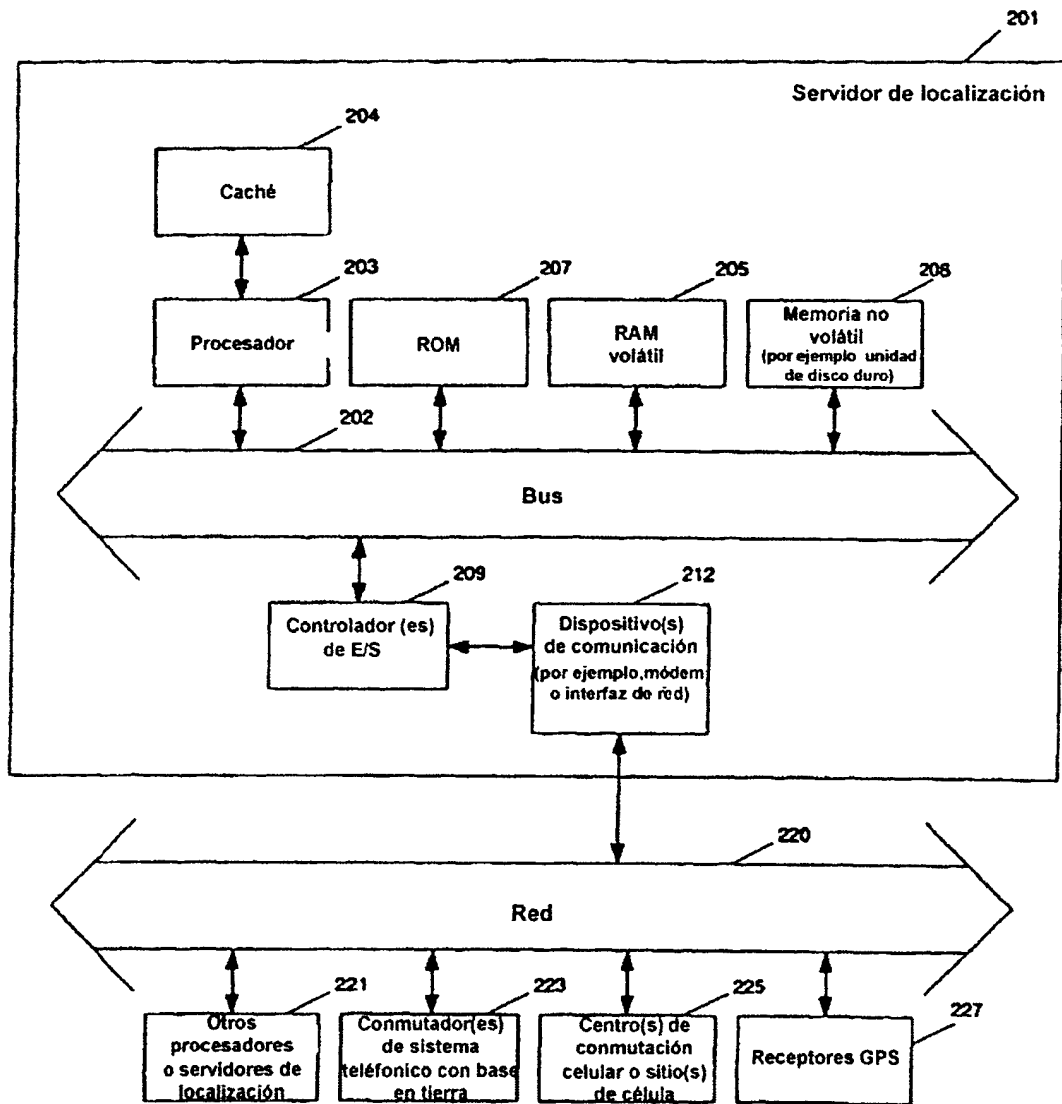 201
Servidor de localización
204
Caché
203
207
205
208
Procesador
ROM
RAM
volátil
Memoria no
volátil
(por ejemplo unidad
de disco duro)
202
Bus
209
212
Controlador (es)
de E/S
Dispositivo(s)
de comunicación
(por ejemplo,módem
o interfaz de red)
220
Red
221
223
225
227
Otros
procesadores
o servidores de
localización
Conmutador(es)
de sistema
teléfonico con base
en tierra
Centro(s) de
conmutación
celular o sitio(s)
de célula
Receptores GPS